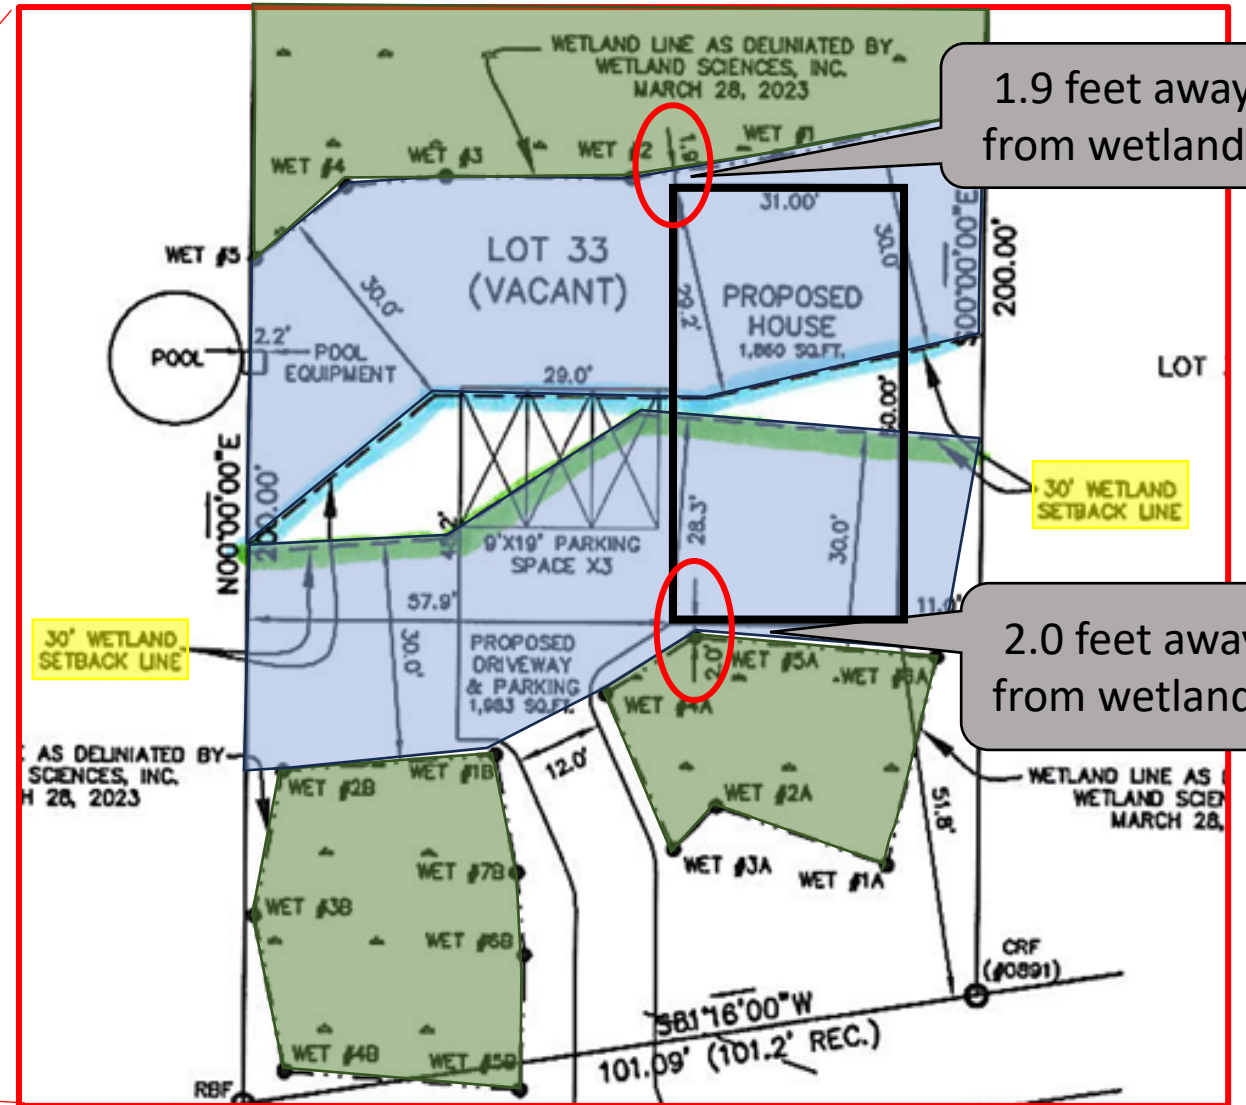 WETLAND LINE AS DELINIATED BY
WETLAND SCIENCES, INC.
MARCH 28, 2023
1.9 feet away
from wetland
1.9'
WET #1
WET #2
WET #3
WET #4
WET #5
31.00'
30.0'
S00°00'00"E
200.00'
LOT 33
(VACANT)
30.0'
29.2'
PROPOSED
HOUSE
1,860 SQ.FT.
POOL
2.2'
POOL
EQUIPMENT
29.0'
LOT
N00°00'00"E
200.00'
28.3'
30.0'
30' WETLAND
SETBACK LINE
9'X19' PARKING
SPACE X3
57.9'
11.0'
30' WETLAND
SETBACK LINE
30.0'
PROPOSED
DRIVEWAY
& PARKING
1,983 SQ.FT.
2.0'
WET #5A
WET #6A
2.0 feet away
from wetland
WET #4A
AS DELINIATED BY
SCIENCES, INC.
28, 2023
WET #1B
WET #2B
12.0'
WET #2A
51.8'
WETLAND LINE AS
WETLAND
MARCH 28,
WET #3A
WET #1A
WET #7B
WET #3B
WET #6B
CRF
(#0891)
S81°16'00"W
101.09' (101.2' REC.)
WET #4B
WET #5B
RBF